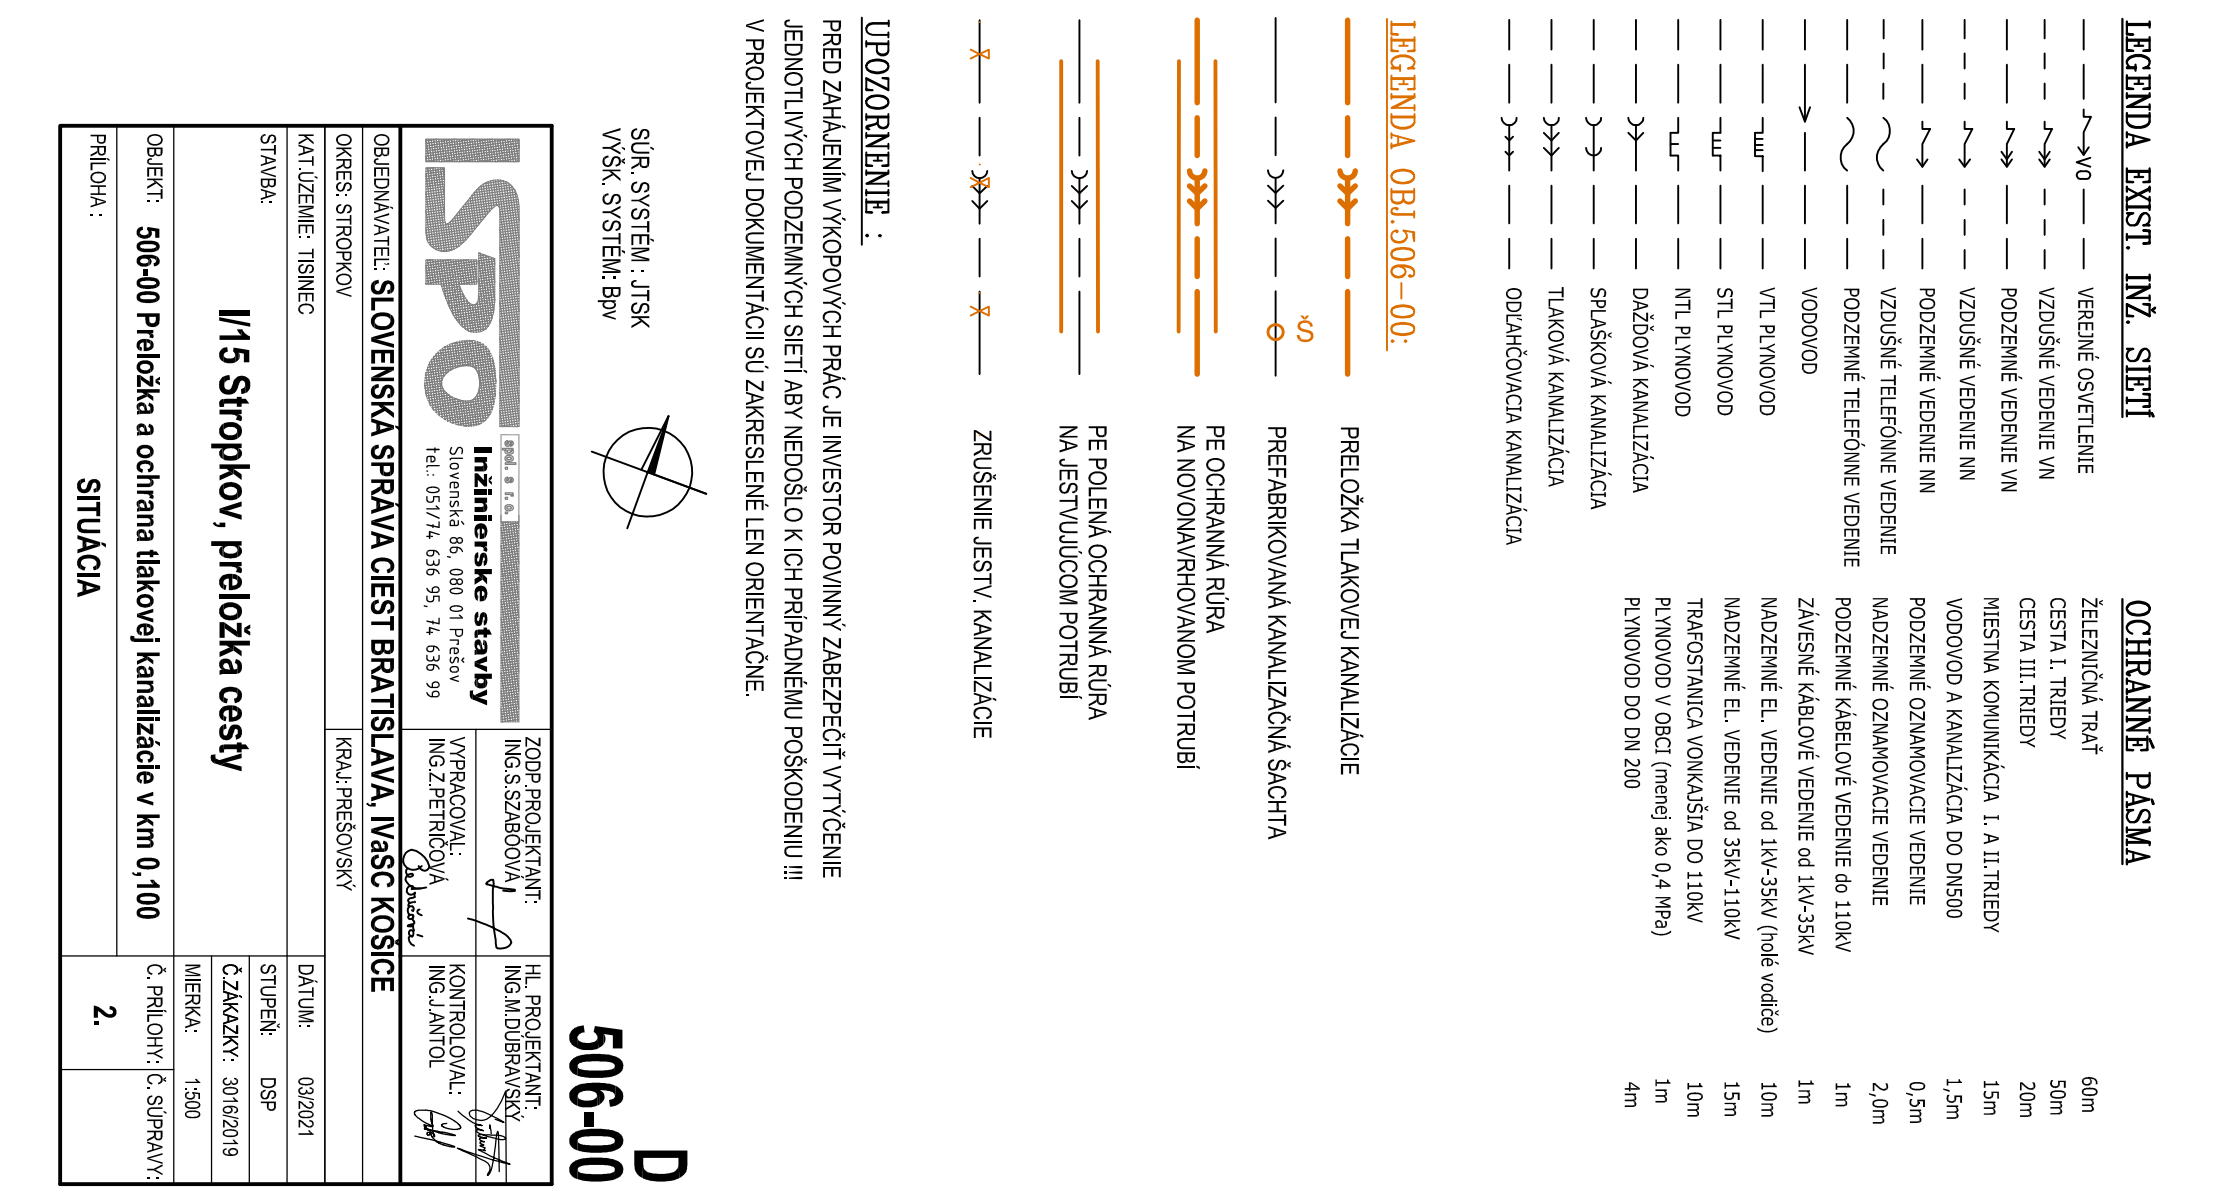 LEGENDA EXIST. INŽ. SIETÍ
VO
VEREJNÉ OSVETLENIE
VZDUŠNÉ VEDENIE VN
PODZEMNÉ VEDENIE VN
VZDUŠNÉ VEDENIE NN
PODZEMNÉ VEDENIE NN
VZDUŠNÉ TELEFÓNNE VEDENIE
PODZEMNÉ TELEFÓNNE VEDENIE
VODOVOD
VTL PLYNOVOD
STL PLYNOVOD
NTL PLYNOVOD
DAŽĎOVÁ KANALIZÁCIA
SPLAŠKOVÁ KANALIZÁCIA
TLAKOVÁ KANALIZÁCIA
ODĽAHČOVACIA KANALIZÁCIA
OCHRANNÉ PÁSMA
ŽELEZNIČNÁ TRAŤ 60m
CESTA I. TRIEDY 50m
CESTA III.TRIEDY 20m
MIESTNA KOMUNIKÁCIA I. A II.TRIEDY 15m
VODOVOD A KANALIZÁCIA DO DN500 1,5m
PODZEMNÉ OZNAMOVACIE VEDENIE 0,5m
NADZEMNÉ OZNAMOVACIE VEDENIE 2,0m
PODZEMNÉ KÁBELOVÉ VEDENIE do 110kV 1m
ZÁVESNÉ KÁBLOVÉ VEDENIE od 1kV-35kV 1m
NADZEMNÉ EL. VEDENIE od 1kV-35kV (holé vodiče) 10m
NADZEMNÉ EL. VEDENIE od 35kV-110kV 15m
TRAFOSTANICA VONKAJŠIA DO 110kV 10m
PLYNOVOD V OBCI (menej ako 0,4 MPa) 1m
PLYNOVOD DO DN 200 4m
LEGENDA OBJ.506-00:
PRELOŽKA TLAKOVEJ KANALIZÁCIE
Š
PREFABRIKOVANÁ KANALIZAČNÁ ŠACHTA
PE OCHRANNÁ RÚRA
NA NOVONAVRHOVANOM POTRUBÍ
PE POLENÁ OCHRANNÁ RÚRA
NA JESTVUJÚCOM POTRUBÍ
ZRUŠENIE JESTV. KANALIZÁCIE
UPOZORNENIE :
PRED ZAHÁJENÍM VÝKOPOVÝCH PRÁC JE INVESTOR POVINNÝ ZABEZPEČIŤ VYTÝČENIE
JEDNOTLIVÝCH PODZEMNÝCH SIETÍ ABY NEDOŠLO K ICH PRÍPADNÉMU POŠKODENIU !!!
V PROJEKTOVEJ DOKUMENTÁCII SÚ ZAKRESLENÉ LEN ORIENTAČNE.
SÚR. SYSTÉM : JTSK
VÝŠK. SYSTÉM: Bpv
D
506-00
ISPO
spol. s r. o.
Inžinierske stavby
Slovenská 86, 080 01 Prešov
tel.: 051/74 636 95, 74 636 99
ZODP.PROJEKTANT:
ING.S.SZABÓOVÁ
HL. PROJEKTANT:
ING.M.DÚBRAVSKÝ
VYPRACOVAL:
ING.Z.PETRIČOVÁ
Petričová
KONTROLOVAL:
ING.J.ANTOL
OBJEDNÁVATEĽ: SLOVENSKÁ SPRÁVA CIEST BRATISLAVA, IVaSC KOŠICE
OKRES: STROPKOV
KRAJ:PREŠOVSKÝ
KAT.ÚZEMIE: TISINEC
DÁTUM: 03/2021
STAVBA:
I/15 Stropkov, preložka cesty
STUPEŇ: DSP
Č.ZÁKAZKY: 3016/2019
MIERKA: 1:500
OBJEKT: 506-00 Preložka a ochrana tlakovej kanalizácie v km 0,100
Č. PRÍLOHY: Č. SÚPRAVY:
PRÍLOHA :
SITUÁCIA
2.